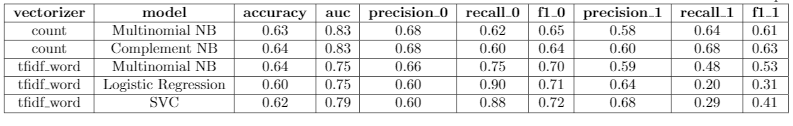 vectorizer model accuracy auc precision_0 recall_0 f1_0 precision_1 recall_1 f1_1
count Multinomial NB 0.63 0.83 0.68 0.62 0.65 0.58 0.64 0.61
count Complement NB 0.64 0.83 0.68 0.60 0.64 0.60 0.68 0.63
tfidf_word Multinomial NB 0.64 0.75 0.66 0.75 0.70 0.59 0.48 0.53
tfidf_word Logistic Regression 0.60 0.75 0.60 0.90 0.71 0.64 0.20 0.31
tfidf_word SVC 0.62 0.79 0.60 0.88 0.72 0.68 0.29 0.41